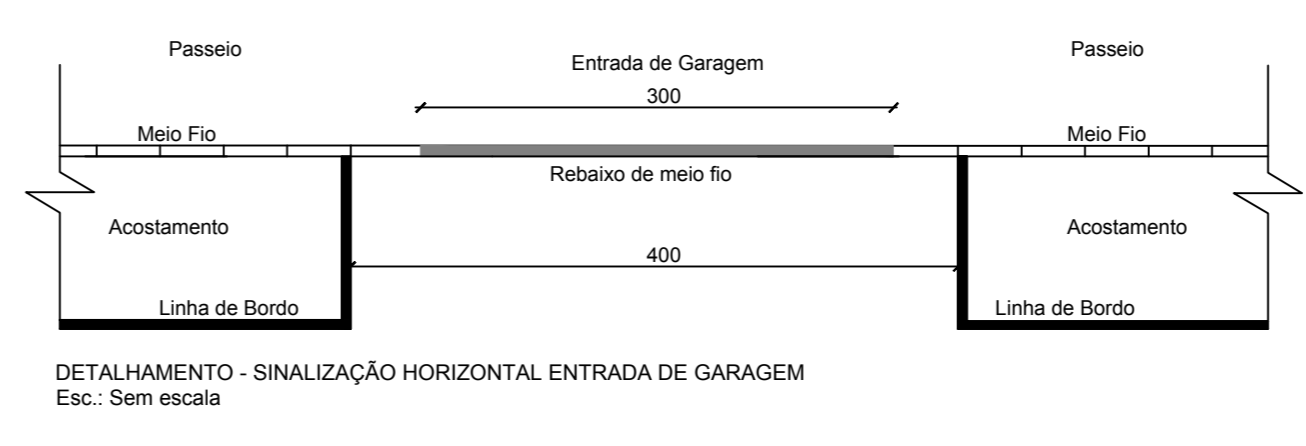 Passeio
Entrada de Garagem
Passeio
300
Meio Fio
Meio Fio
Rebaixo de meio fio
Acostamento
Acostamento
400
Linha de Bordo
Linha de Bordo
DETALHAMENTO - SINALIZAÇÃO HORIZONTAL ENTRADA DE GARAGEM
Esc.: Sem escala